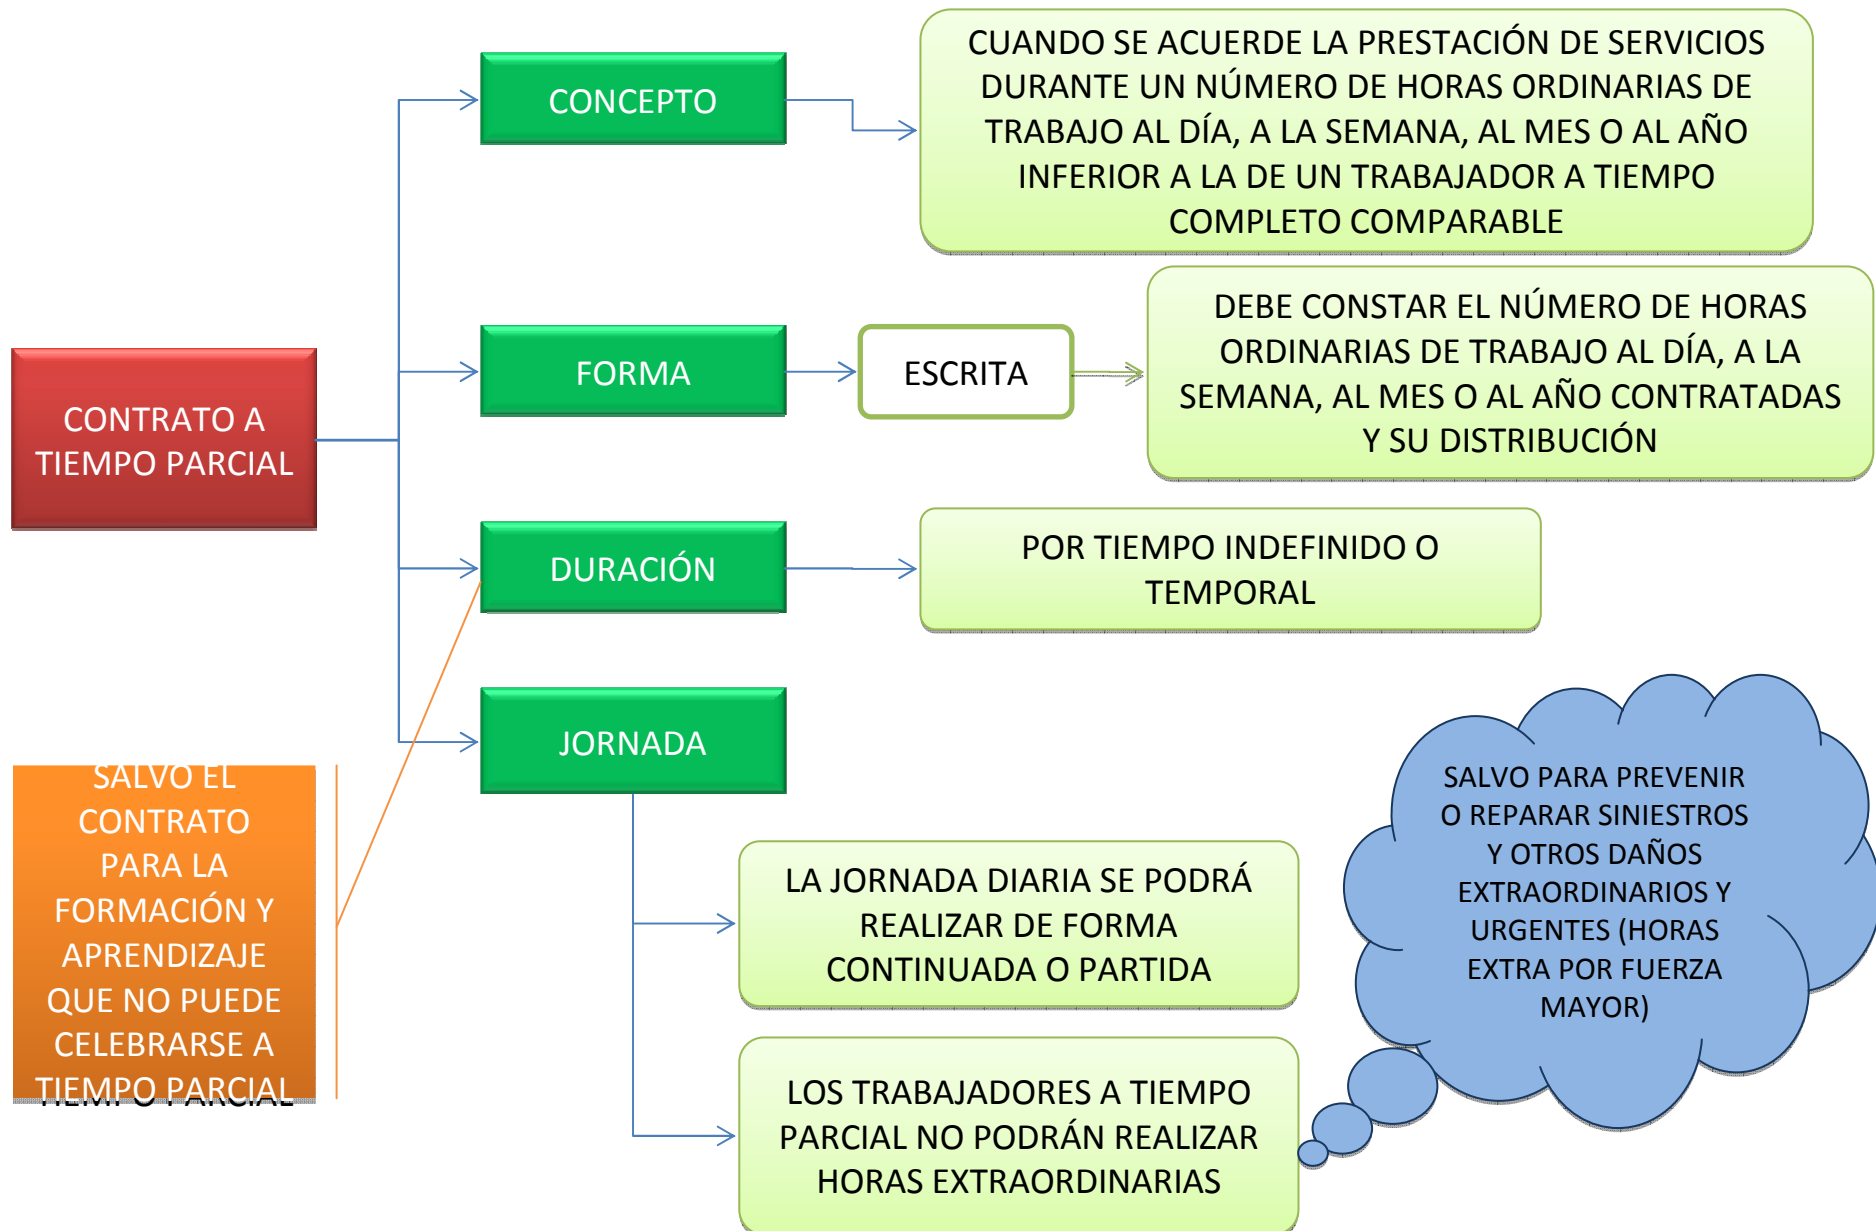 CONTRATO A
TIEMPO PARCIAL
CONCEPTO
CUANDO SE ACUERDE LA PRESTACIÓN DE SERVICIOS
DURANTE UN NÚMERO DE HORAS ORDINARIAS DE
TRABAJO AL DÍA, A LA SEMANA, AL MES O AL AÑO
INFERIOR A LA DE UN TRABAJADOR A TIEMPO
COMPLETO COMPARABLE
FORMA
ESCRITA
DEBE CONSTAR EL NÚMERO DE HORAS
ORDINARIAS DE TRABAJO AL DÍA, A LA
SEMANA, AL MES O AL AÑO CONTRATADAS
Y SU DISTRIBUCIÓN
DURACIÓN
POR TIEMPO INDEFINIDO O
TEMPORAL
SALVO EL
CONTRATO
PARA LA
FORMACIÓN Y
APRENDIZAJE
QUE NO PUEDE
CELEBRARSE A
TIEMPO PARCIAL
JORNADA
LA JORNADA DIARIA SE PODRÁ
REALIZAR DE FORMA
CONTINUADA O PARTIDA
LOS TRABAJADORES A TIEMPO
PARCIAL NO PODRÁN REALIZAR
HORAS EXTRAORDINARIAS
SALVO PARA PREVENIR
O REPARAR SINIESTROS
Y OTROS DAÑOS
EXTRAORDINARIOS Y
URGENTES (HORAS
EXTRA POR FUERZA
MAYOR)